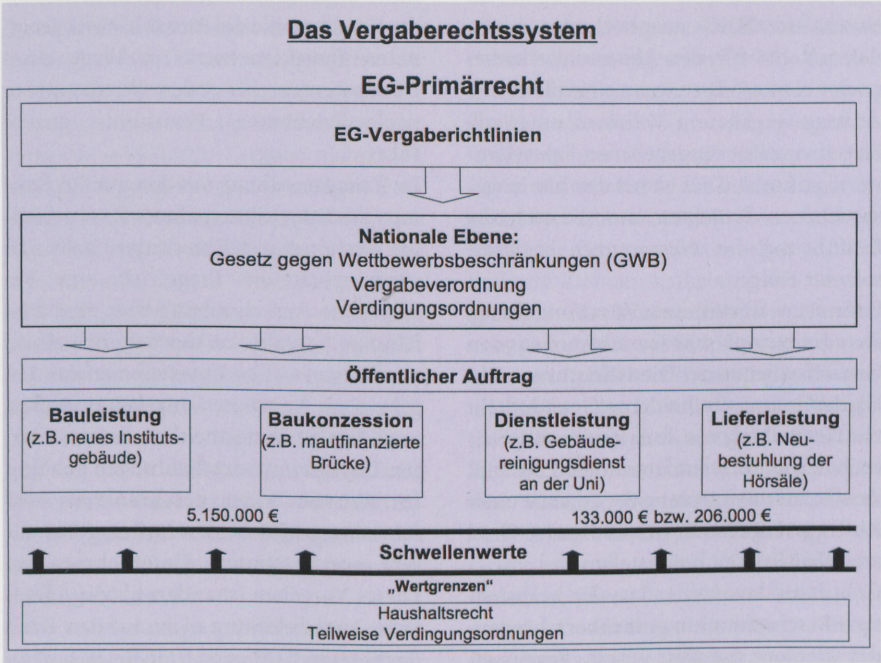 Das Vergaberechtssystem
EG-Primärrecht
EG-Vergaberichtlinien
Nationale Ebene:
Gesetz gegen Wettbewerbsbeschränkungen (GWB)
Vergabeverordnung
Verdingungsordnungen
Öffentlicher Auftrag
Bauleistung
(z.B. neues Instituts-
gebäude)
Baukonzession
(z.B. mautfinanzierte
Brücke)
Dienstleistung
(z.B. Gebäude-
reinigungsdienst
an der Uni)
Lieferleistung
(z.B. Neu-
bestuhlung der
Hörsäle)
5.150.000 €
133.000 € bzw. 206.000 €
Schwellenwerte
„Wertgrenzen"
Haushaltsrecht
Teilweise Verdingungsordnungen